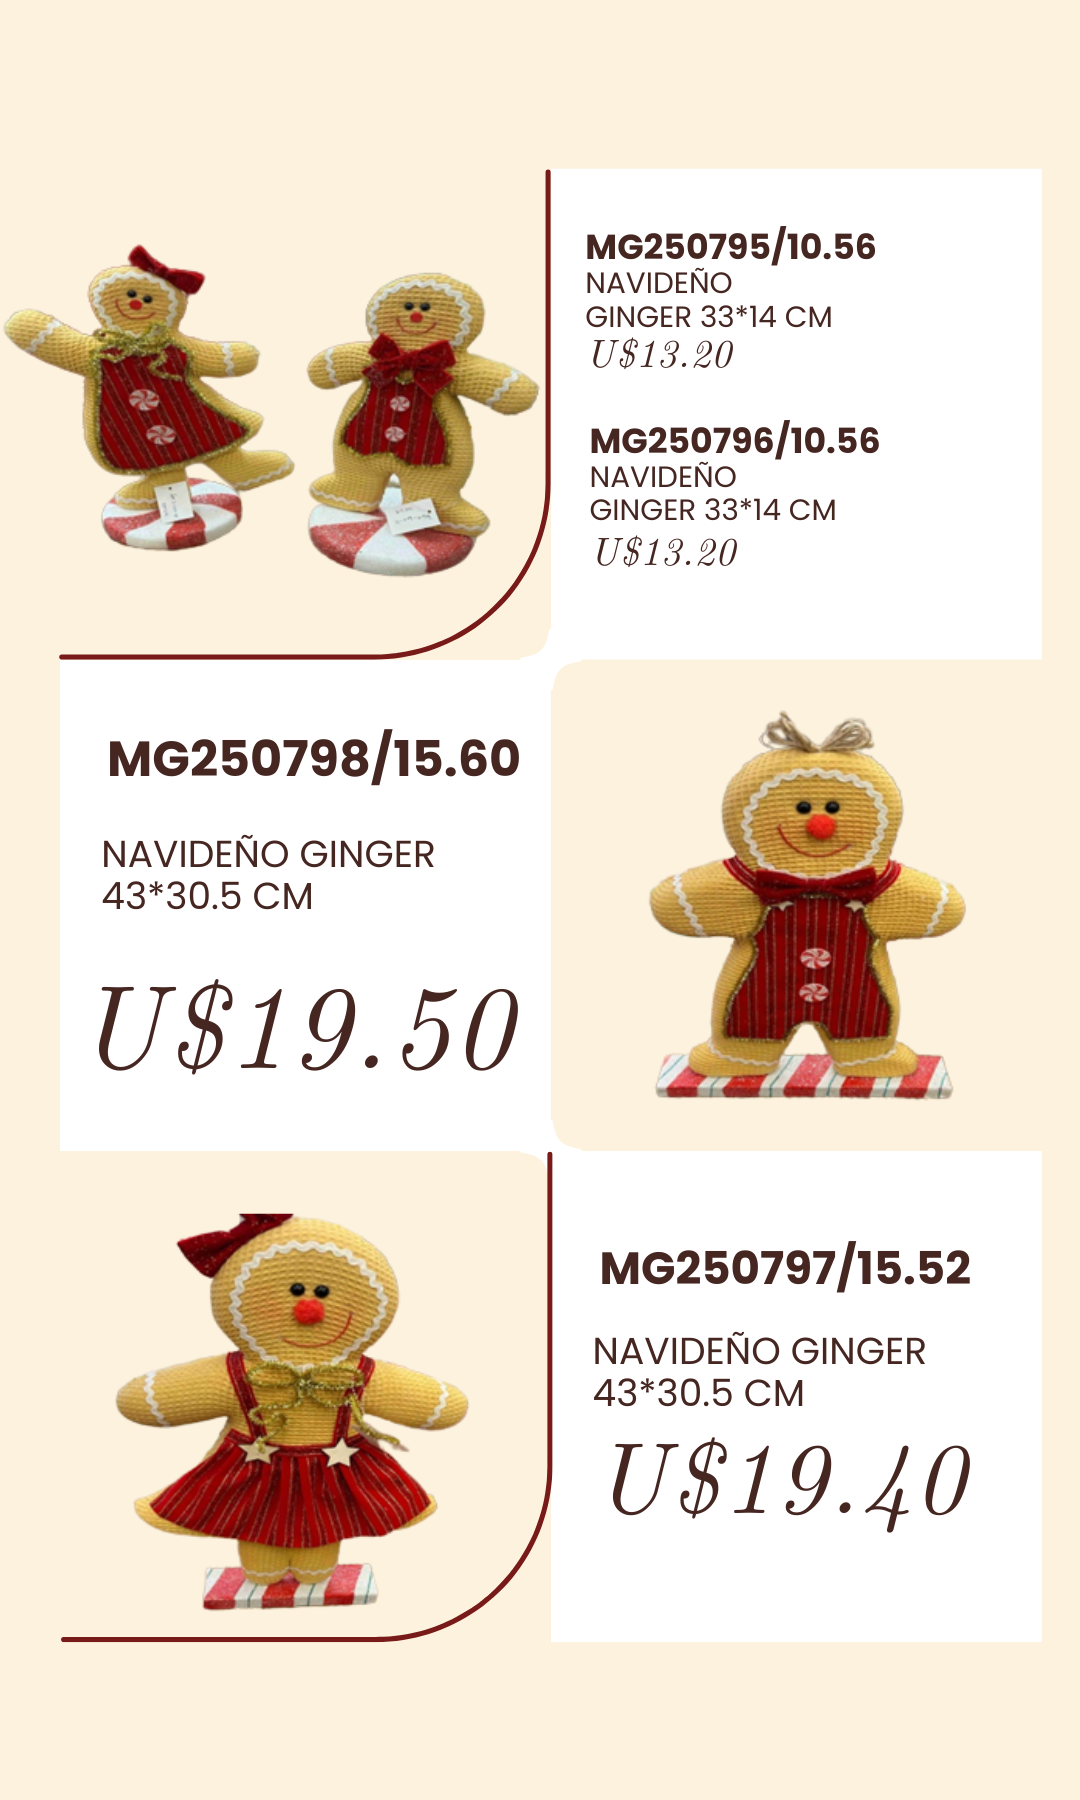 MG250795/10.56
NAVIDEÑO
GINGER 33*14 CM
U$13.20
MG250796/10.56
NAVIDEÑO
GINGER 33*14 CM
U$13.20
MG250798/15.60
NAVIDEÑO GINGER
43*30.5 CM
U$19.50
MG250797/15.52
NAVIDEÑO GINGER
43*30.5 CM
U$19.40